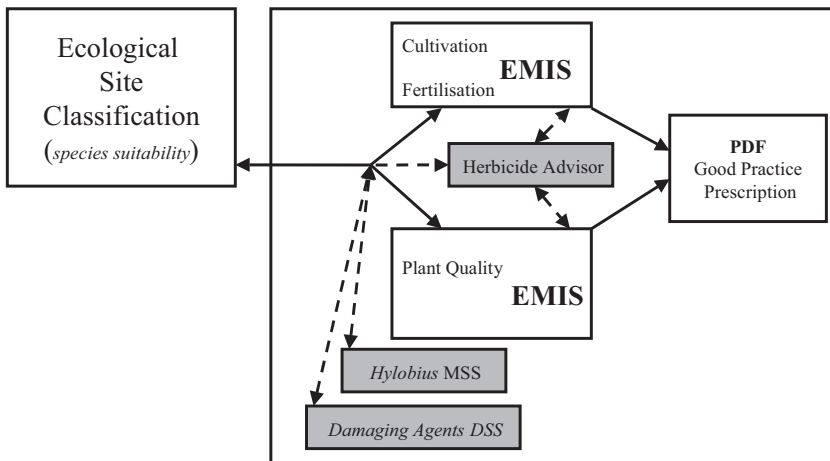 Ecological
Site
Classification
(species suitability)
Cultivation
EMIS
Fertilisation
Herbicide Advisor
PDF
Good Practice
Prescription
Plant Quality
EMIS
Hylobius MSS
Damaging Agents DSS